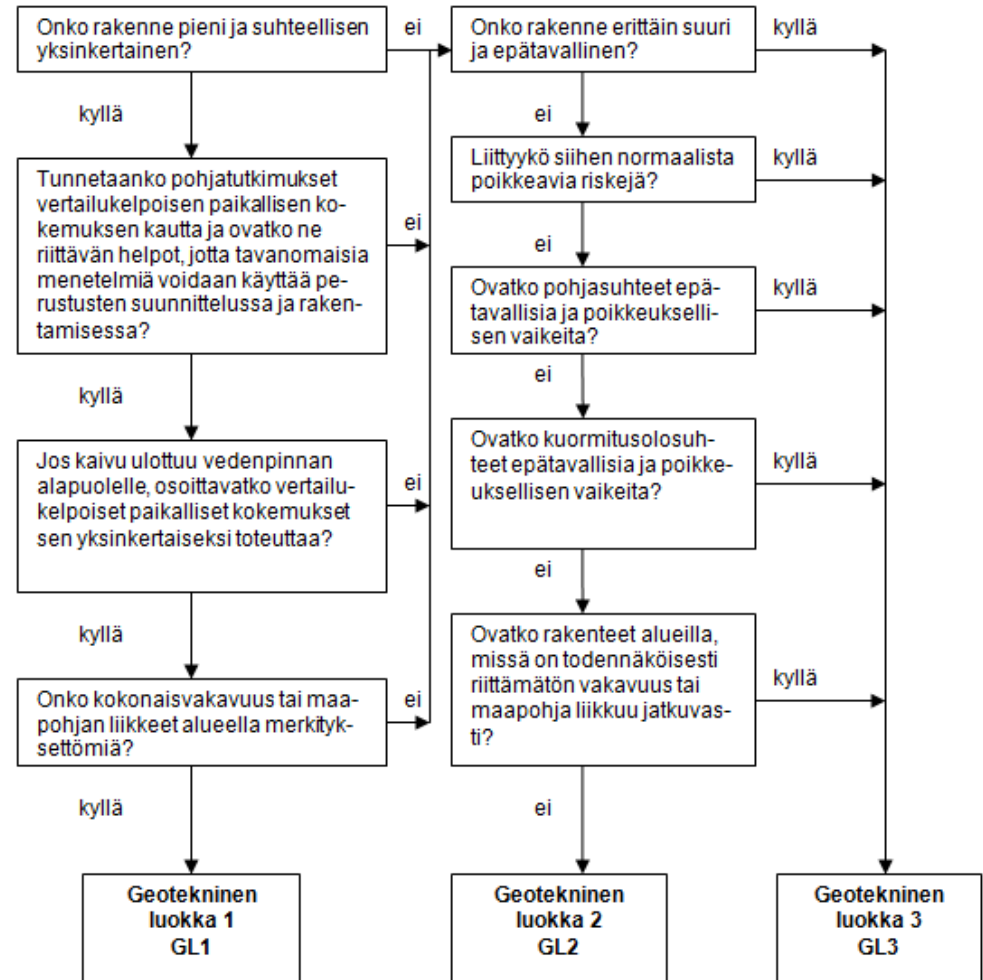 Onko rakenne pieni ja suhteellisen
yksinkertainen?
ei
kyllä
Tunnetaanko pohjatutkimukset
vertailukelpoisen paikallisen ko-
kemuksen kautta ja ovatko ne
riittävän helpot, jotta tavanomaisia
menetelmiä voidaan käyttää pe-
rustusten suunnittelussa ja raken-
tamisessa?
ei
kyllä
Jos kaivu ulottuu vedenpinnan
alapuolelle, osoittavatko vertailu-
kelpoiset paikalliset kokemukset
sen yksinkertaiseksi toteuttaa?
ei
kyllä
Onko kokonaisvakavuus tai maa-
pohjan liikkeet alueella merkityk-
settömiä?
ei
kyllä
Geotekninen
luokka 1
GL1
Onko rakenne erittäin suuri
ja epätavallinen?
kyllä
ei
Liittyykö siihen normaalista
poikkeavia riskejä?
kyllä
ei
Ovatko pohjasuhteet epä-
tavallisia ja poikkeukselli-
sen vaikeita?
kyllä
ei
Ovatko kuormitusolosuh-
teet epätavallisia ja poikke-
uksellisen vaikeita?
kyllä
ei
Ovatko rakenteet alueilla,
missä on todennäköisesti
riittämätön vakavuus tai
maapohja liikkuu jatkuvas-
ti?
kyllä
ei
Geotekninen
luokka 2
GL2
Geotekninen
luokka 3
GL3